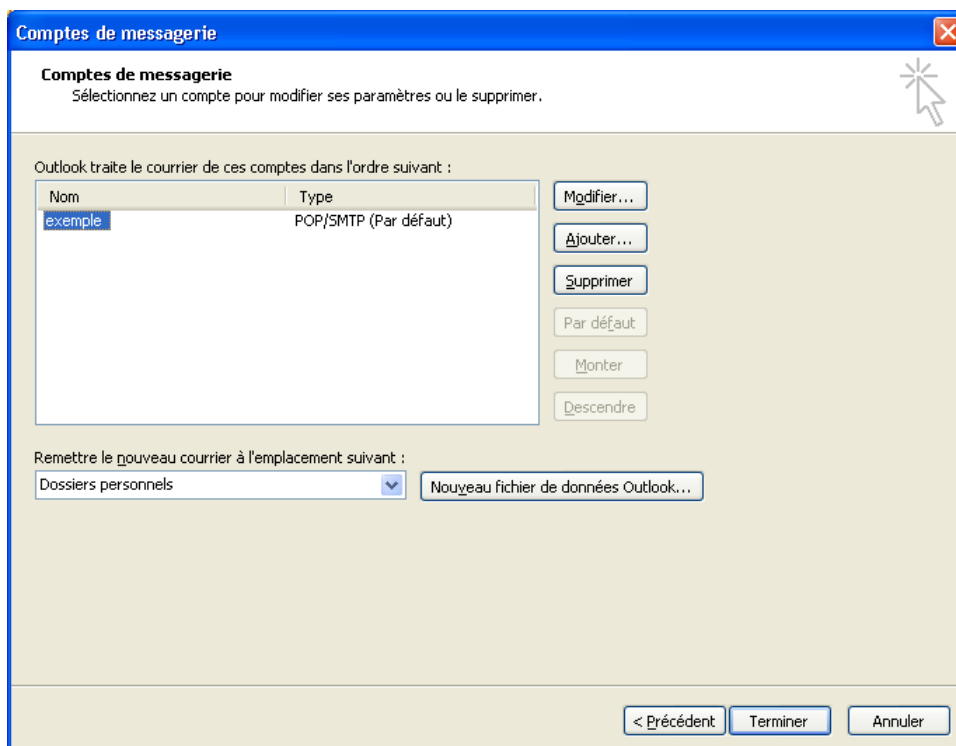 Comptes de messagerie
Comptes de messagerie
Sélectionnez un compte pour modifier ses paramètres ou le supprimer.
Outlook traite le courrier de ces comptes dans l'ordre suivant :
Nom Type
exemple POP/SMTP (Par défaut)
Modifier...
Ajouter...
Supprimer
Par défaut
Monter
Descendre
Remettre le nouveau courrier à l'emplacement suivant :
Dossiers personnels
Nouveau fichier de données Outlook...
< Précédent Terminer Annuler